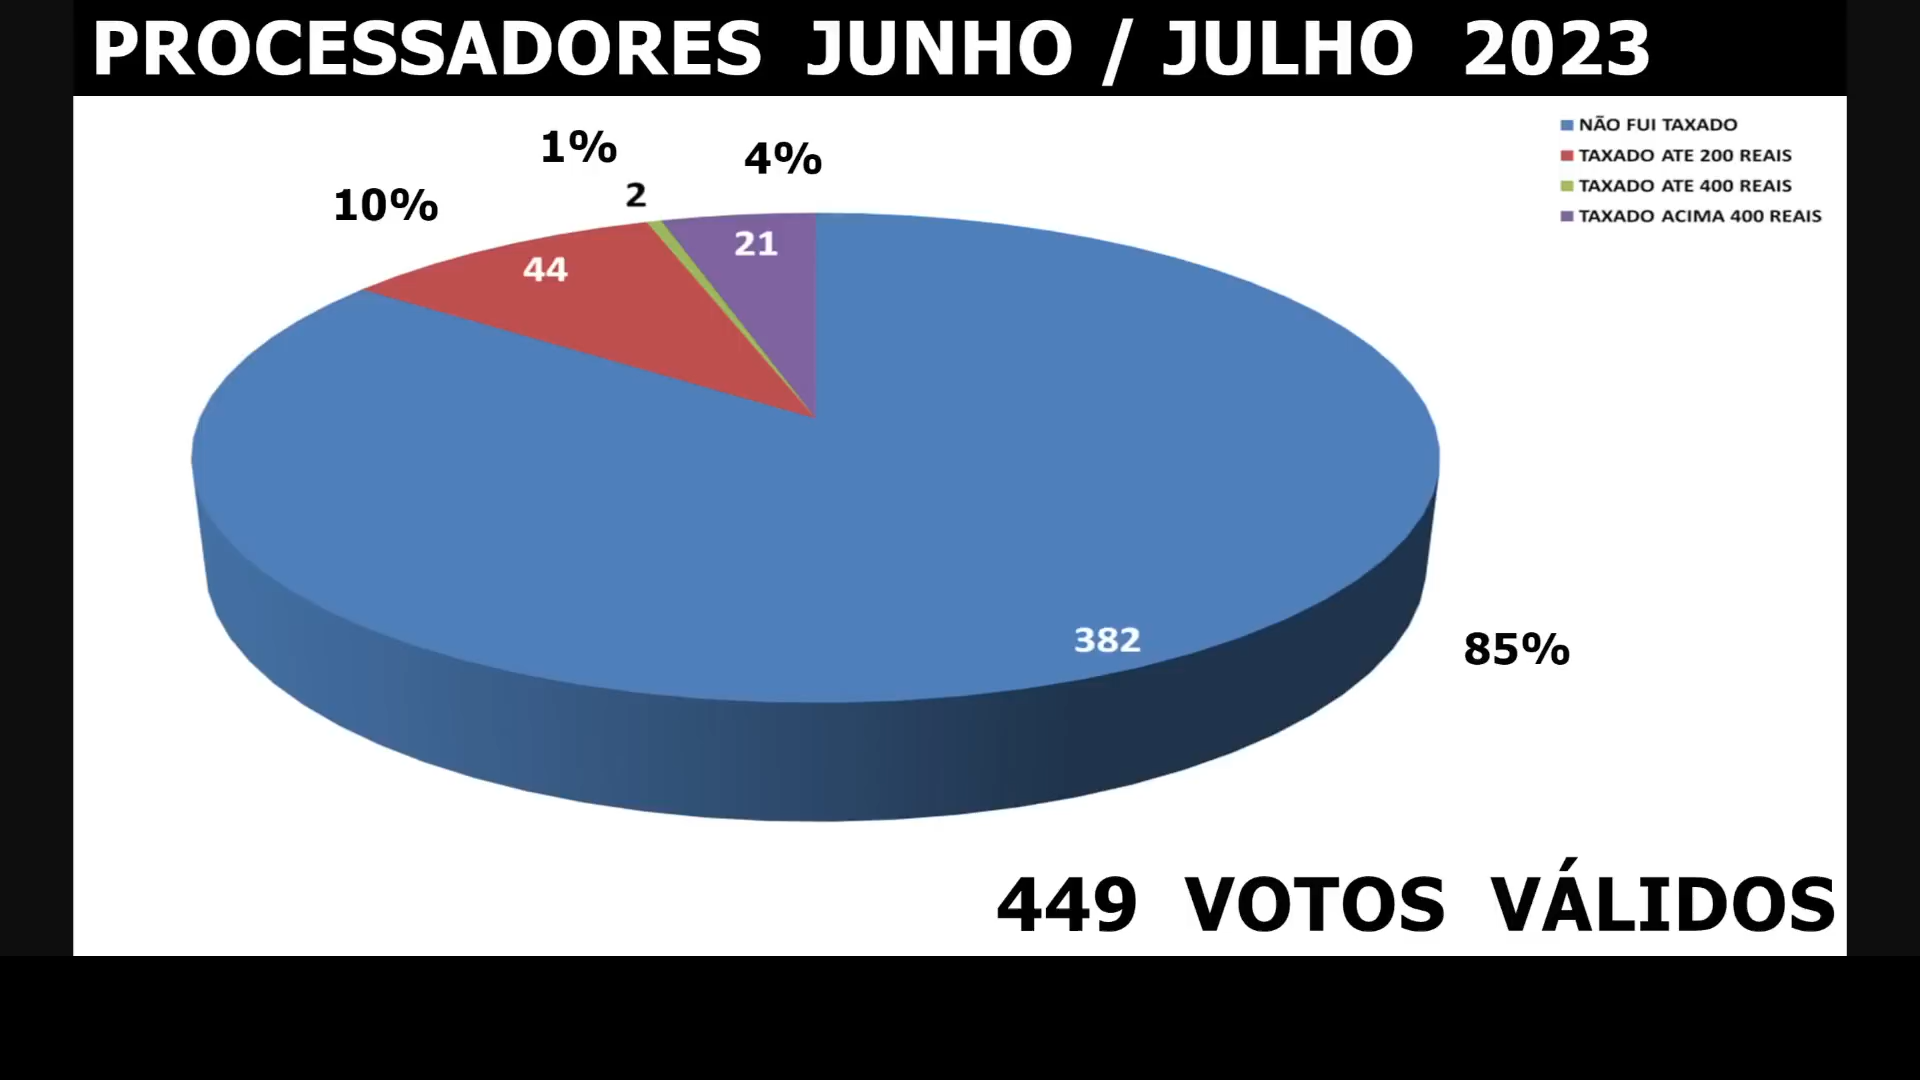 PROCESSADORES JUNHO / JULHO 2023
NÃO FUI TAXADO
TAXADO ATE 200 REAIS
TAXADO ATE 400 REAIS
TAXADO ACIMA 400 REAIS
1%
4%
10%
2
21
44
382
85%
449 VOTOS VÁLIDOS